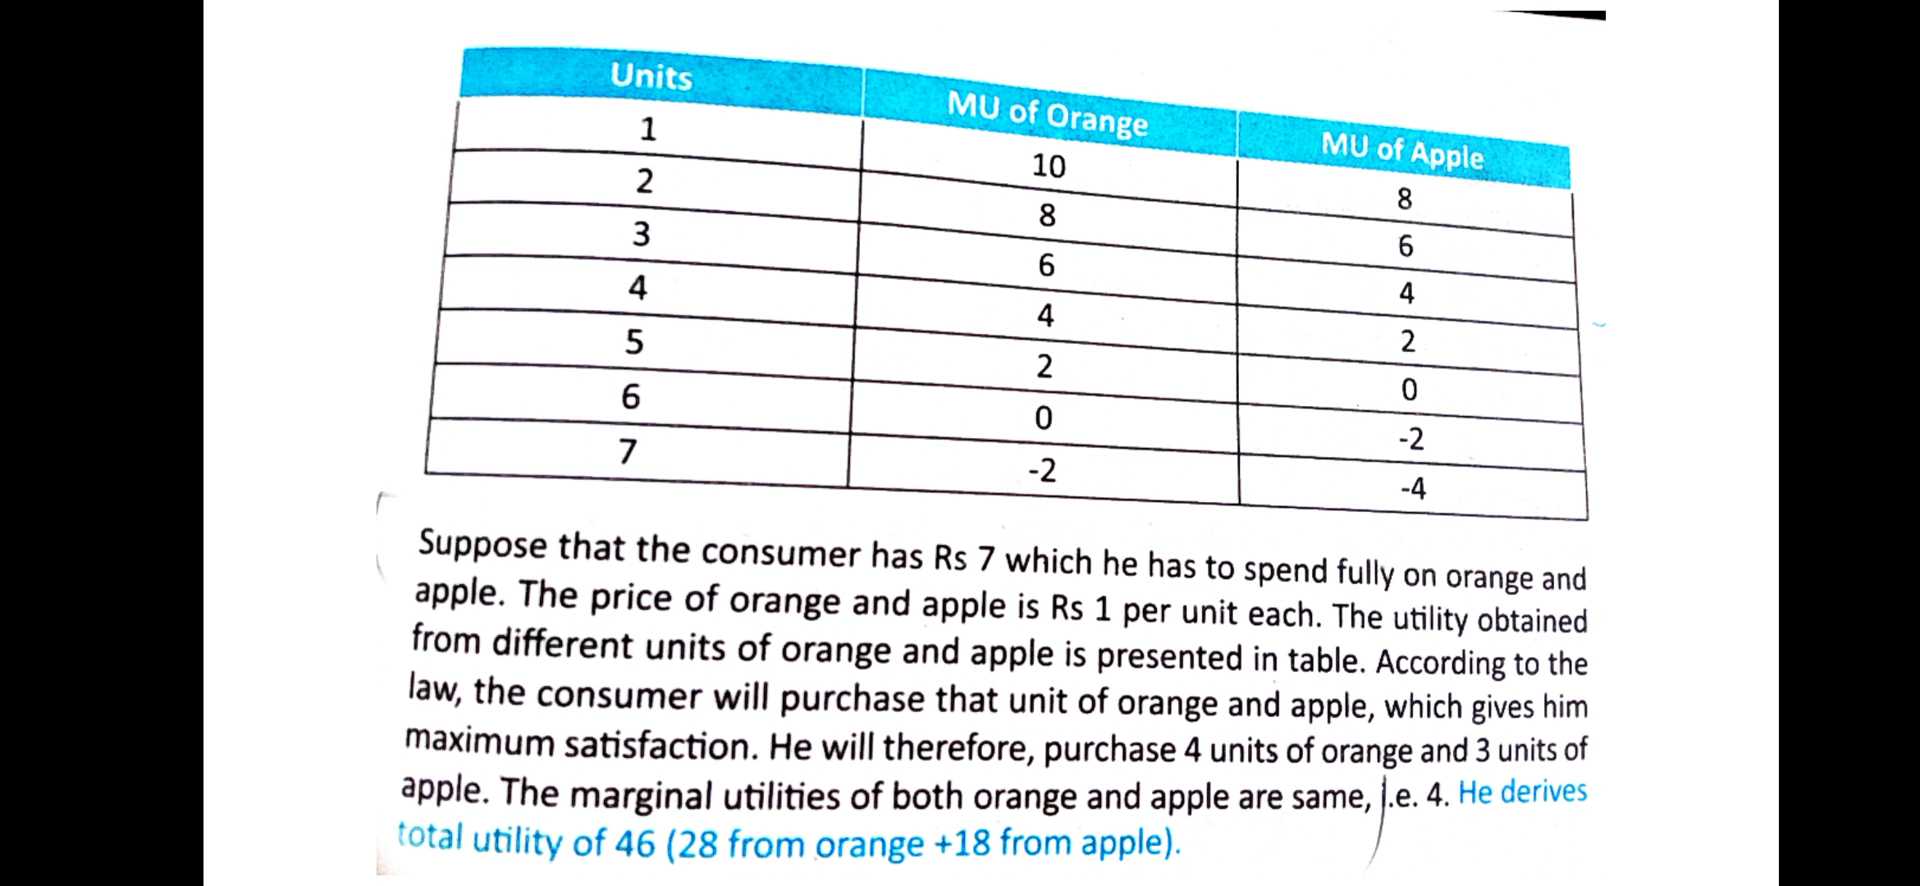 Units MU of Orange MU of Apple
1 10 8
2 8 6
3 6 4
4 4 2
5 2 0
6 0 -2
7 -2 -4
Suppose that the consumer has Rs 7 which he has to spend fully on orange and
apple. The price of orange and apple is Rs 1 per unit each. The utility obtained
from different units of orange and apple is presented in table. According to the
law, the consumer will purchase that unit of orange and apple, which gives him
maximum satisfaction. He will therefore, purchase 4 units of orange and 3 units of
apple. The marginal utilities of both orange and apple are same, i.e. 4. He derives
total utility of 46 (28 from orange +18 from apple).